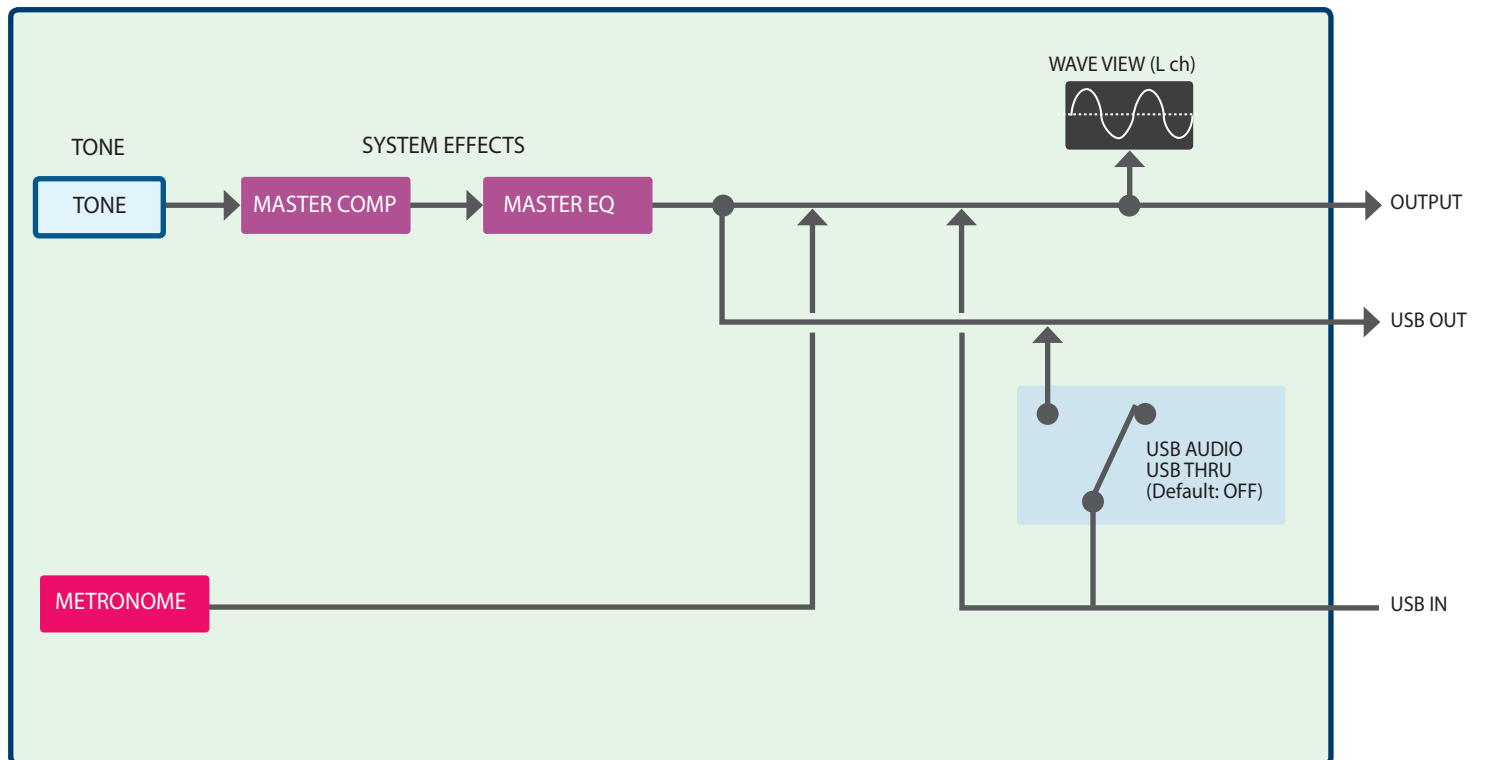 WAVE VIEW (L ch)
TONE
SYSTEM EFFECTS
TONE
MASTER COMP
MASTER EQ
OUTPUT
USB OUT
USB AUDIO
USB THRU
(Default: OFF)
METRONOME
USB IN